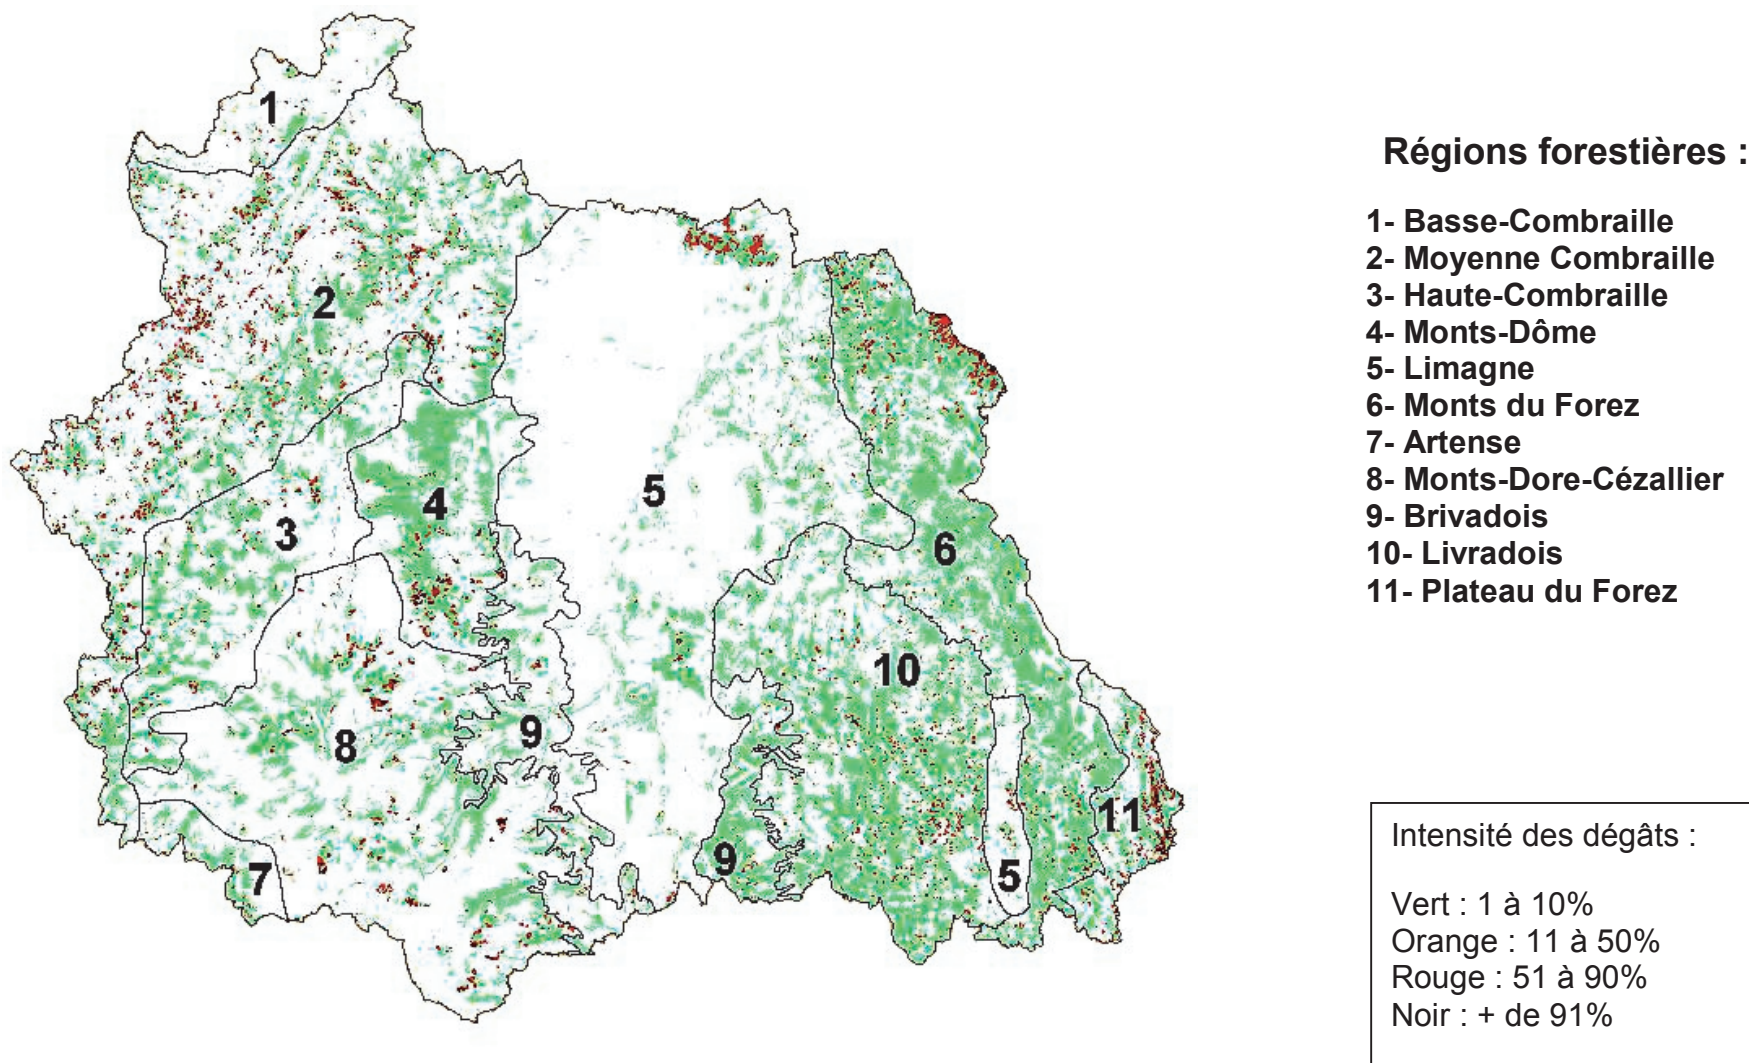 1
2
3
4
5
6
7
8
9
9
10
11
5
Régions forestières :
1- Basse-Combraille
2- Moyenne Combraille
3- Haute-Combraille
4- Monts-Dôme
5- Limagne
6- Monts du Forez
7- Artense
8- Monts-Dore-Cézallier
9- Brivadois
10- Livradois
11- Plateau du Forez
Intensité des dégâts :
Vert : 1 à 10%
Orange : 11 à 50%
Rouge : 51 à 90%
Noir : + de 91%